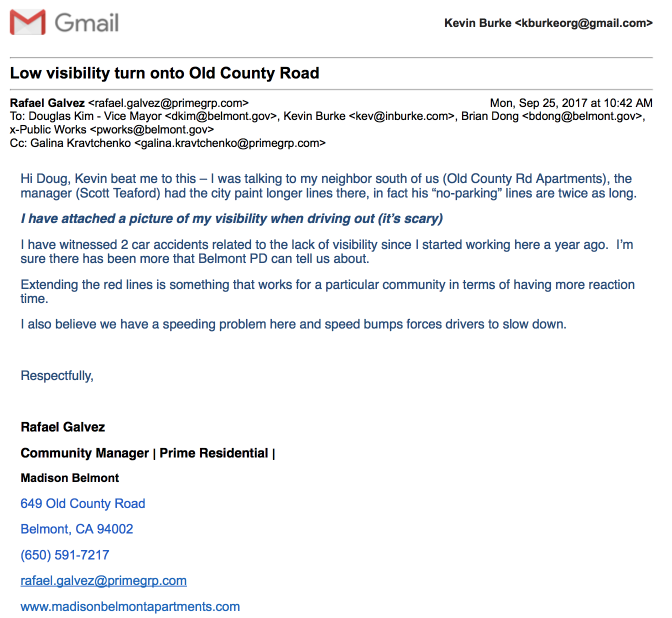 Gmail
Kevin Burke <kburkeorg@gmail.com>
Low visibility turn onto Old County Road
Rafael Galvez <rafael.galvez@primegrp.com> Mon, Sep 25, 2017 at 10:42 AM
To: Douglas Kim - Vice Mayor <dkim@belmont.gov>, Kevin Burke <kev@inburke.com>, Brian Dong <bdong@belmont.gov>,
x-Public Works <pworks@belmont.gov>
Cc: Galina Kravtchenko <galina.kravtchenko@primegrp.com>
Hi Doug, Kevin beat me to this – I was talking to my neighbor south of us (Old County Rd Apartments), the
manager (Scott Teaford) had the city paint longer lines there, in fact his “no-parking” lines are twice as long.
I have attached a picture of my visibility when driving out (it’s scary)
I have witnessed 2 car accidents related to the lack of visibility since I started working here a year ago.  I’m
sure there has been more that Belmont PD can tell us about.
Extending the red lines is something that works for a particular community in terms of having more reaction
time.
I also believe we have a speeding problem here and speed bumps forces drivers to slow down.
Respectfully,
Rafael Galvez
Community Manager | Prime Residential |
Madison Belmont
649 Old County Road
Belmont, CA 94002
(650) 591-7217
rafael.galvez@primegrp.com
www.madisonbelmontapartments.com